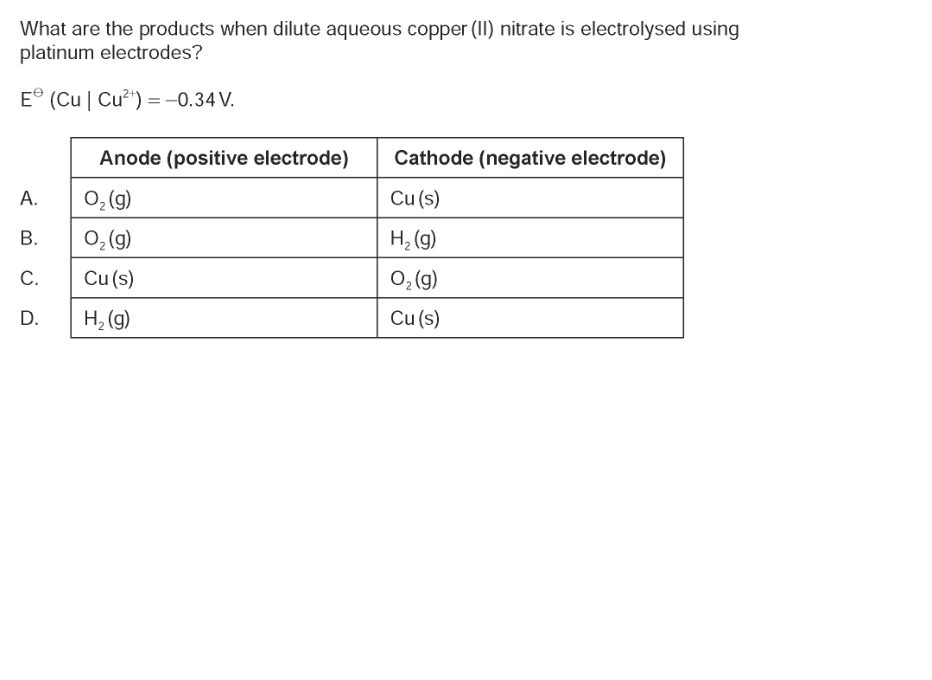 What are the products when dilute aqueous copper (II) nitrate is electrolysed using
platinum electrodes?
E⊖ (Cu | Cu²⁺) = –0.34 V.
Anode (positive electrode) Cathode (negative electrode)
A. O₂ (g) Cu (s)
B. O₂ (g) H₂ (g)
C. Cu (s) O₂ (g)
D. H₂ (g) Cu (s)